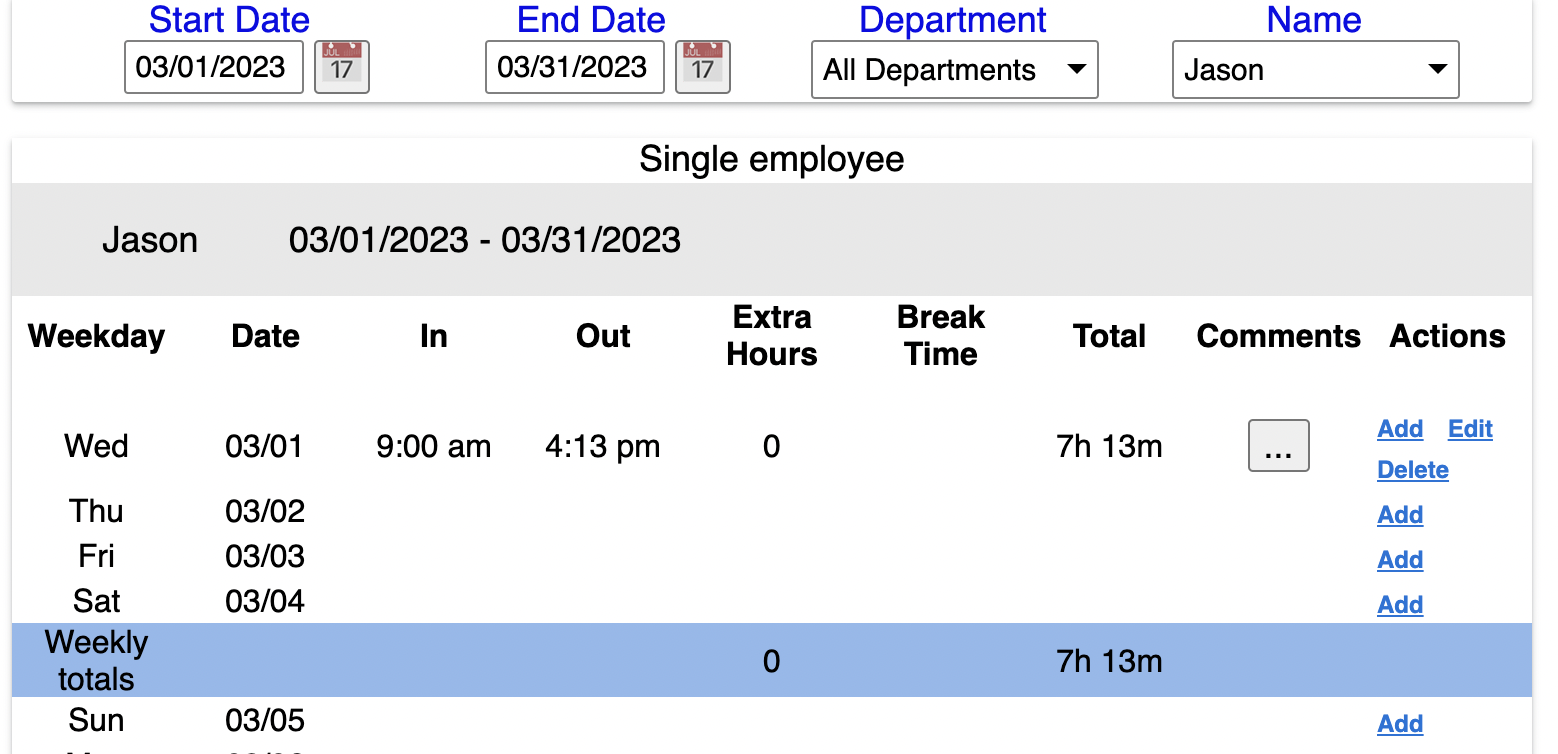 Start Date End Date Department Name
03/01/2023 JUL 17 03/31/2023 JUL 17 All Departments Jason
Single employee
Jason 03/01/2023 - 03/31/2023
Weekday Date In Out Extra Hours Break Time Total Comments Actions
Wed 03/01 9:00 am 4:13 pm 0 7h 13m ... Add Edit
Delete
Thu 03/02 Add
Fri 03/03 Add
Sat 03/04 Add
Weekly totals 0 7h 13m
Sun 03/05 Add